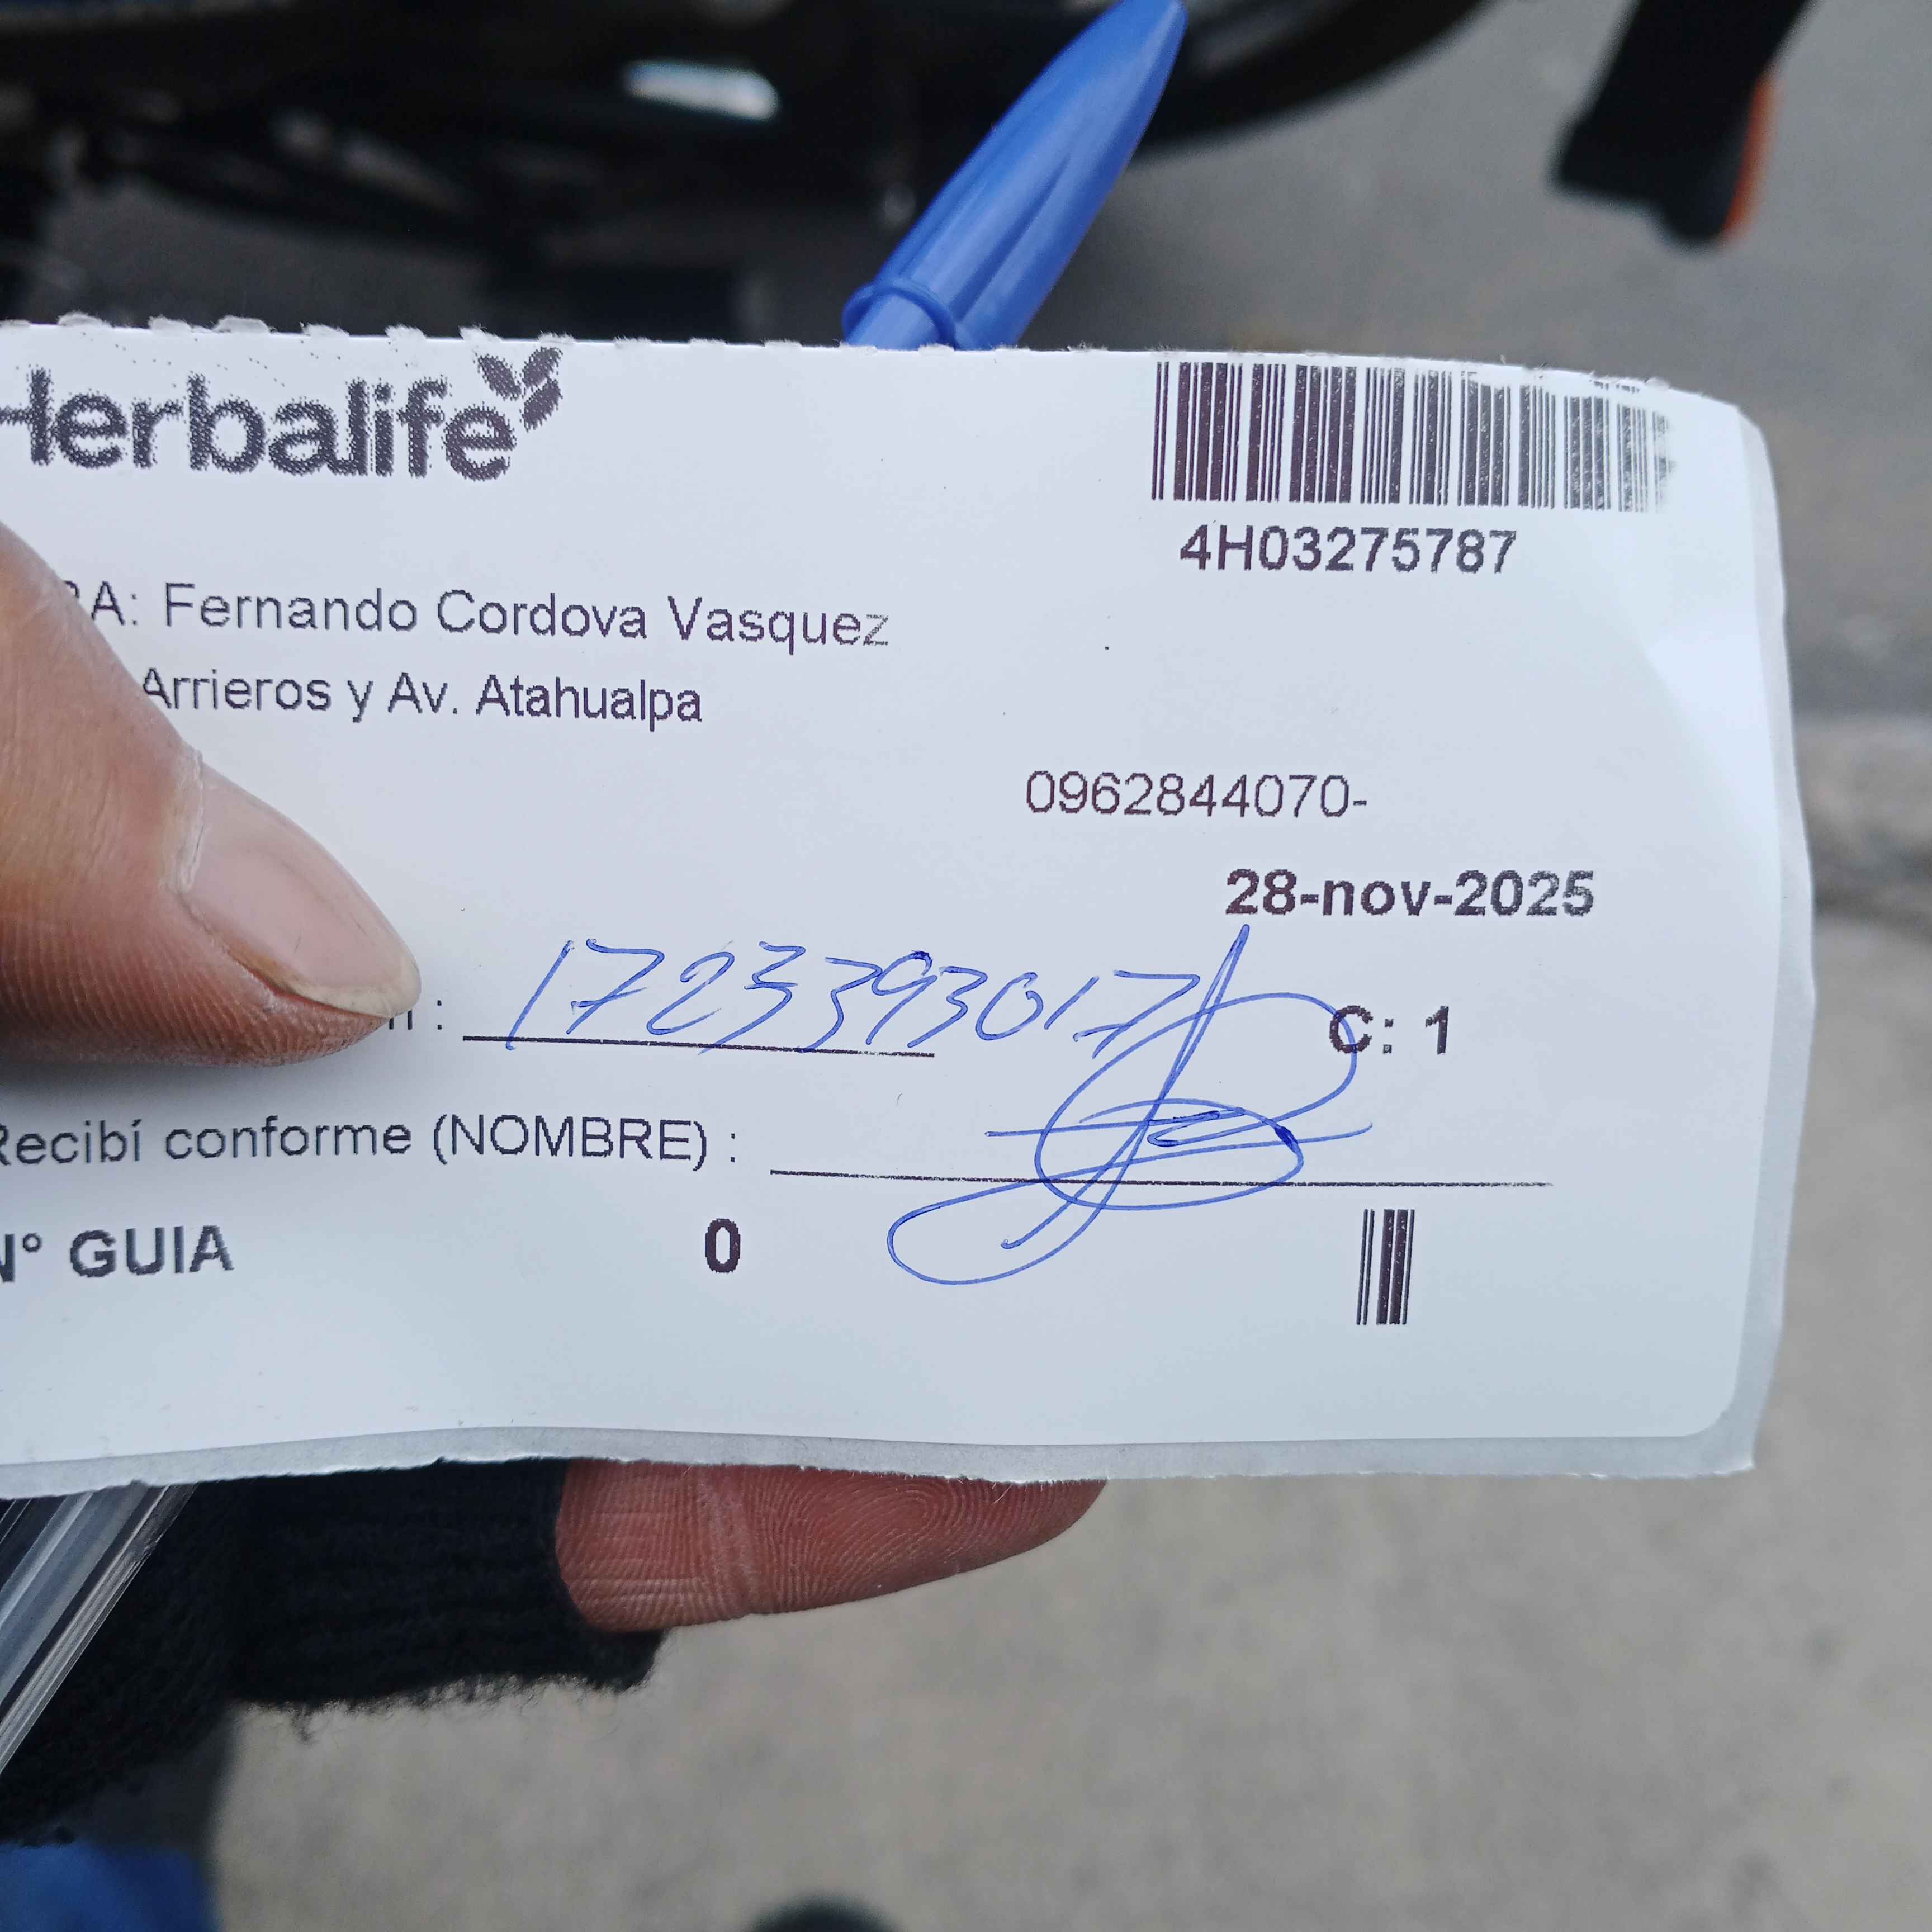 Herbalife
4H03275787
RA: Fernando Cordova Vasquez
Arrieros y Av. Atahualpa
0962844070-
28-nov-2025
: 1723393017
C: 1
Recibí conforme (NOMBRE) :
N° GUIA 0